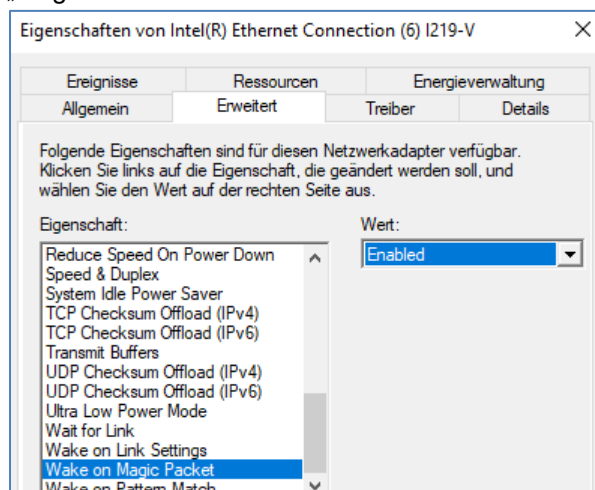 Eigenschaften von Intel(R) Ethernet Connection (6) I219-V
Ereignisse Ressourcen Energieverwaltung
Allgemein Erweitert Treiber Details
Folgende Eigenschaften sind für diesen Netzwerkadapter verfügbar.
Klicken Sie links auf die Eigenschaft, die geändert werden soll, und
wählen Sie den Wert auf der rechten Seite aus.
Eigenschaft: Wert:
Reduce Speed On Power Down Enabled
Speed & Duplex
System Idle Power Saver
TCP Checksum Offload (IPv4)
TCP Checksum Offload (IPv6)
Transmit Buffers
UDP Checksum Offload (IPv4)
UDP Checksum Offload (IPv6)
Ultra Low Power Mode
Wait for Link
Wake on Link Settings
Wake on Magic Packet
Wake on Pattern Match